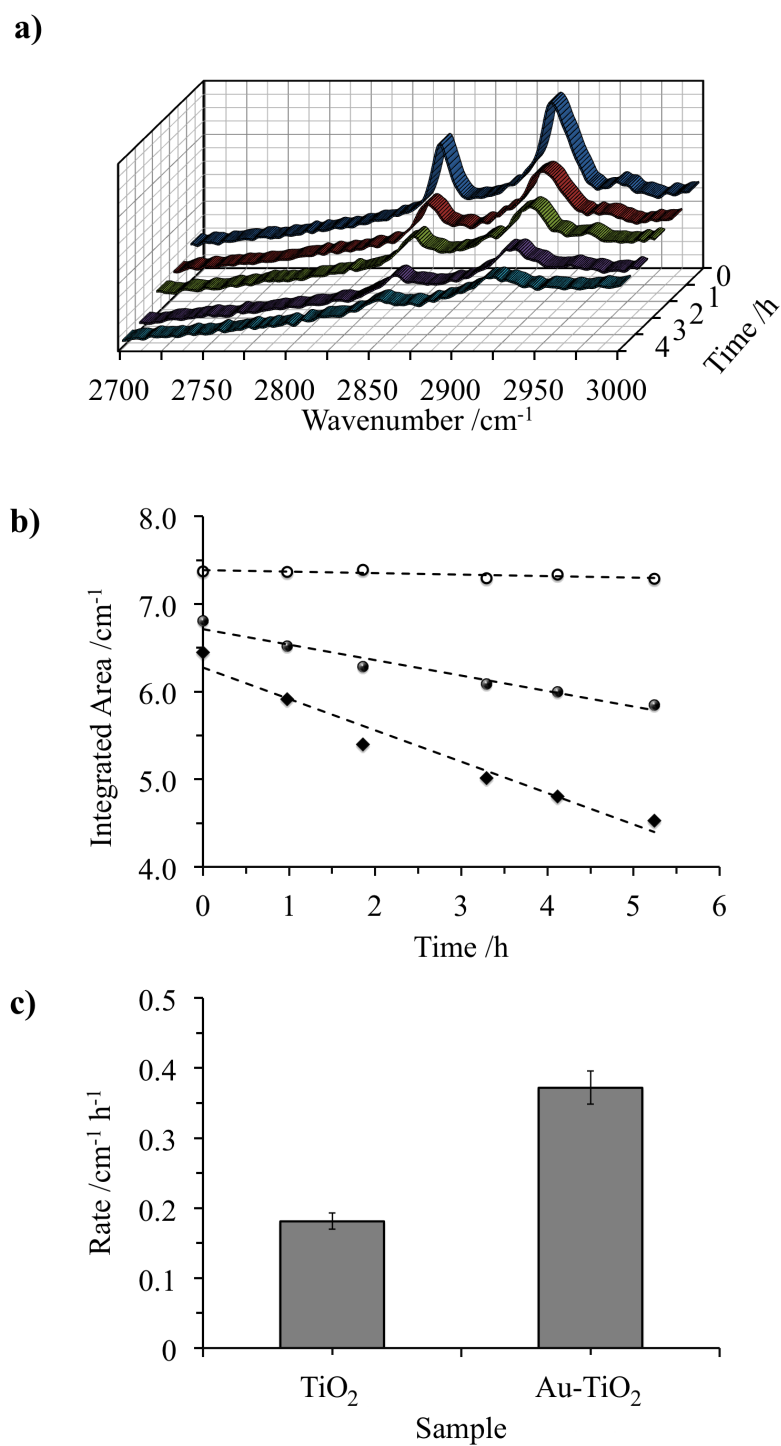 a)
0
1
2
3
4
Time /h
2700 2750 2800 2850 2900 2950 3000
Wavenumber /cm⁻¹
b)
8.0
7.0
6.0
5.0
4.0
Integrated Area /cm⁻¹
0 1 2 3 4 5 6
Time /h
c)
0.5
0.4
0.3
0.2
0.1
0
Rate /cm⁻¹ h⁻¹
TiO₂ Au-TiO₂
Sample